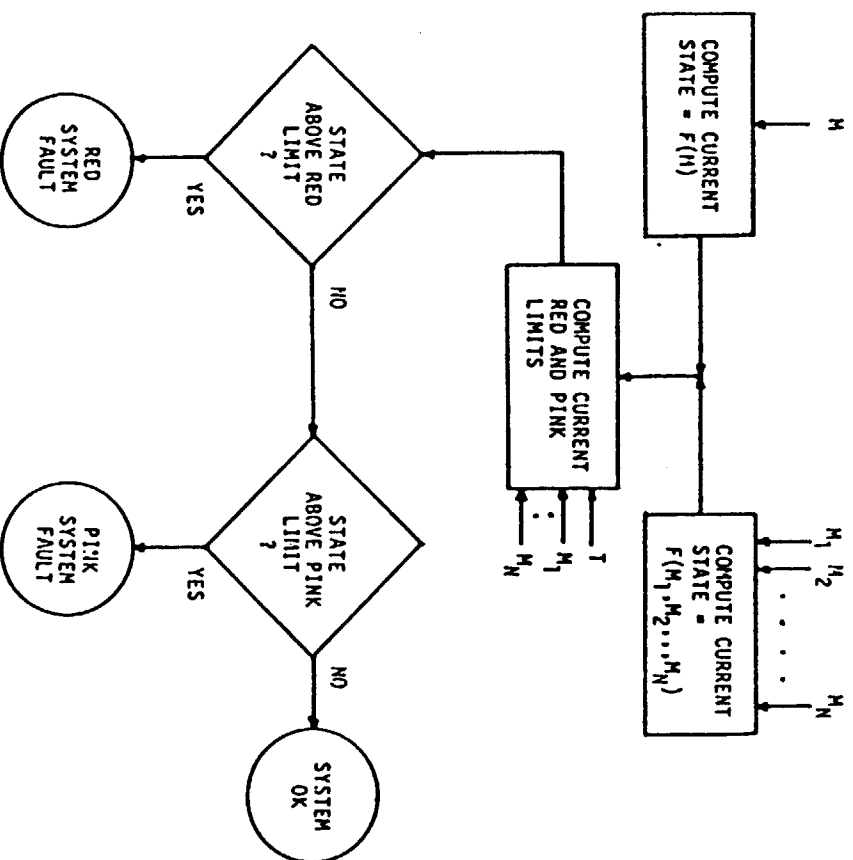 M
M₁ M₂ . . . . . Mₙ
COMPUTE CURRENT
STATE = F(M)
COMPUTE CURRENT
STATE =
F(M₁,M₂...,Mₙ)
COMPUTE CURRENT
RED AND PINK
LIMITS
T
M₁
:
Mₙ
STATE
ABOVE RED
LIMIT
?
NO
YES
RED
SYSTEM
FAULT
STATE
ABOVE PINK
LIMIT
?
NO
YES
PINK
SYSTEM
FAULT
SYSTEM
OK